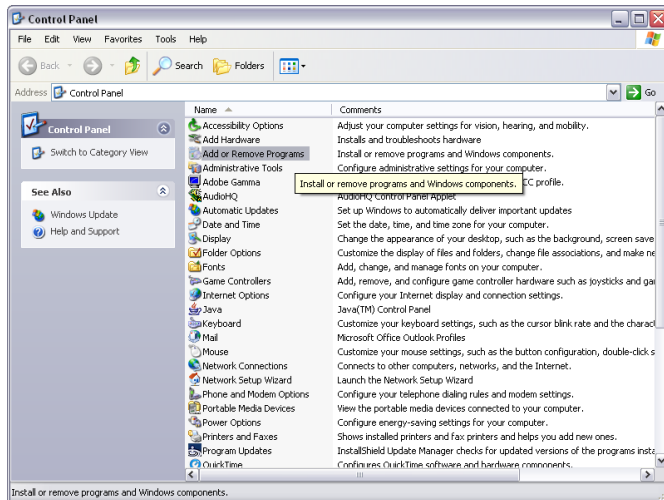 Control Panel
File Edit View Favorites Tools Help
Back Search Folders
Address Control Panel Go
Control Panel
Switch to Category View
See Also
Windows Update
Help and Support
Name Comments
Accessibility Options Adjust your computer settings for vision, hearing, and mobility.
Add Hardware Installs and troubleshoots hardware
Add or Remove Programs Install or remove programs and Windows components.
Administrative Tools Configure administrative settings for your computer.
Adobe Gamma CC profile.
Install or remove programs and Windows components.
AudioHQ AudioHQ Control Panel Applet
Automatic Updates Set up Windows to automatically deliver important updates
Date and Time Set the date, time, and time zone for your computer.
Display Change the appearance of your desktop, such as the background, screen save
Folder Options Customize the display of files and folders, change file associations, and make ne
Fonts Add, change, and manage fonts on your computer.
Game Controllers Add, remove, and configure game controller hardware such as joysticks and gar
Internet Options Configure your Internet display and connection settings.
Java Java(TM) Control Panel
Keyboard Customize your keyboard settings, such as the cursor blink rate and the charact
Mail Microsoft Office Outlook Profiles
Mouse Customize your mouse settings, such as the button configuration, double-click s
Network Connections Connects to other computers, networks, and the Internet.
Network Setup Wizard Launch the Network Setup Wizard
Phone and Modem Options Configure your telephone dialing rules and modem settings.
Portable Media Devices View the portable media devices connected to your computer.
Power Options Configure energy-saving settings for your computer.
Printers and Faxes Shows installed printers and fax printers and helps you add new ones.
Program Updates InstallShield Update Manager checks for updated versions of the programs insta
QuickTime Configures QuickTime software and hardware components.
Install or remove programs and Windows components.